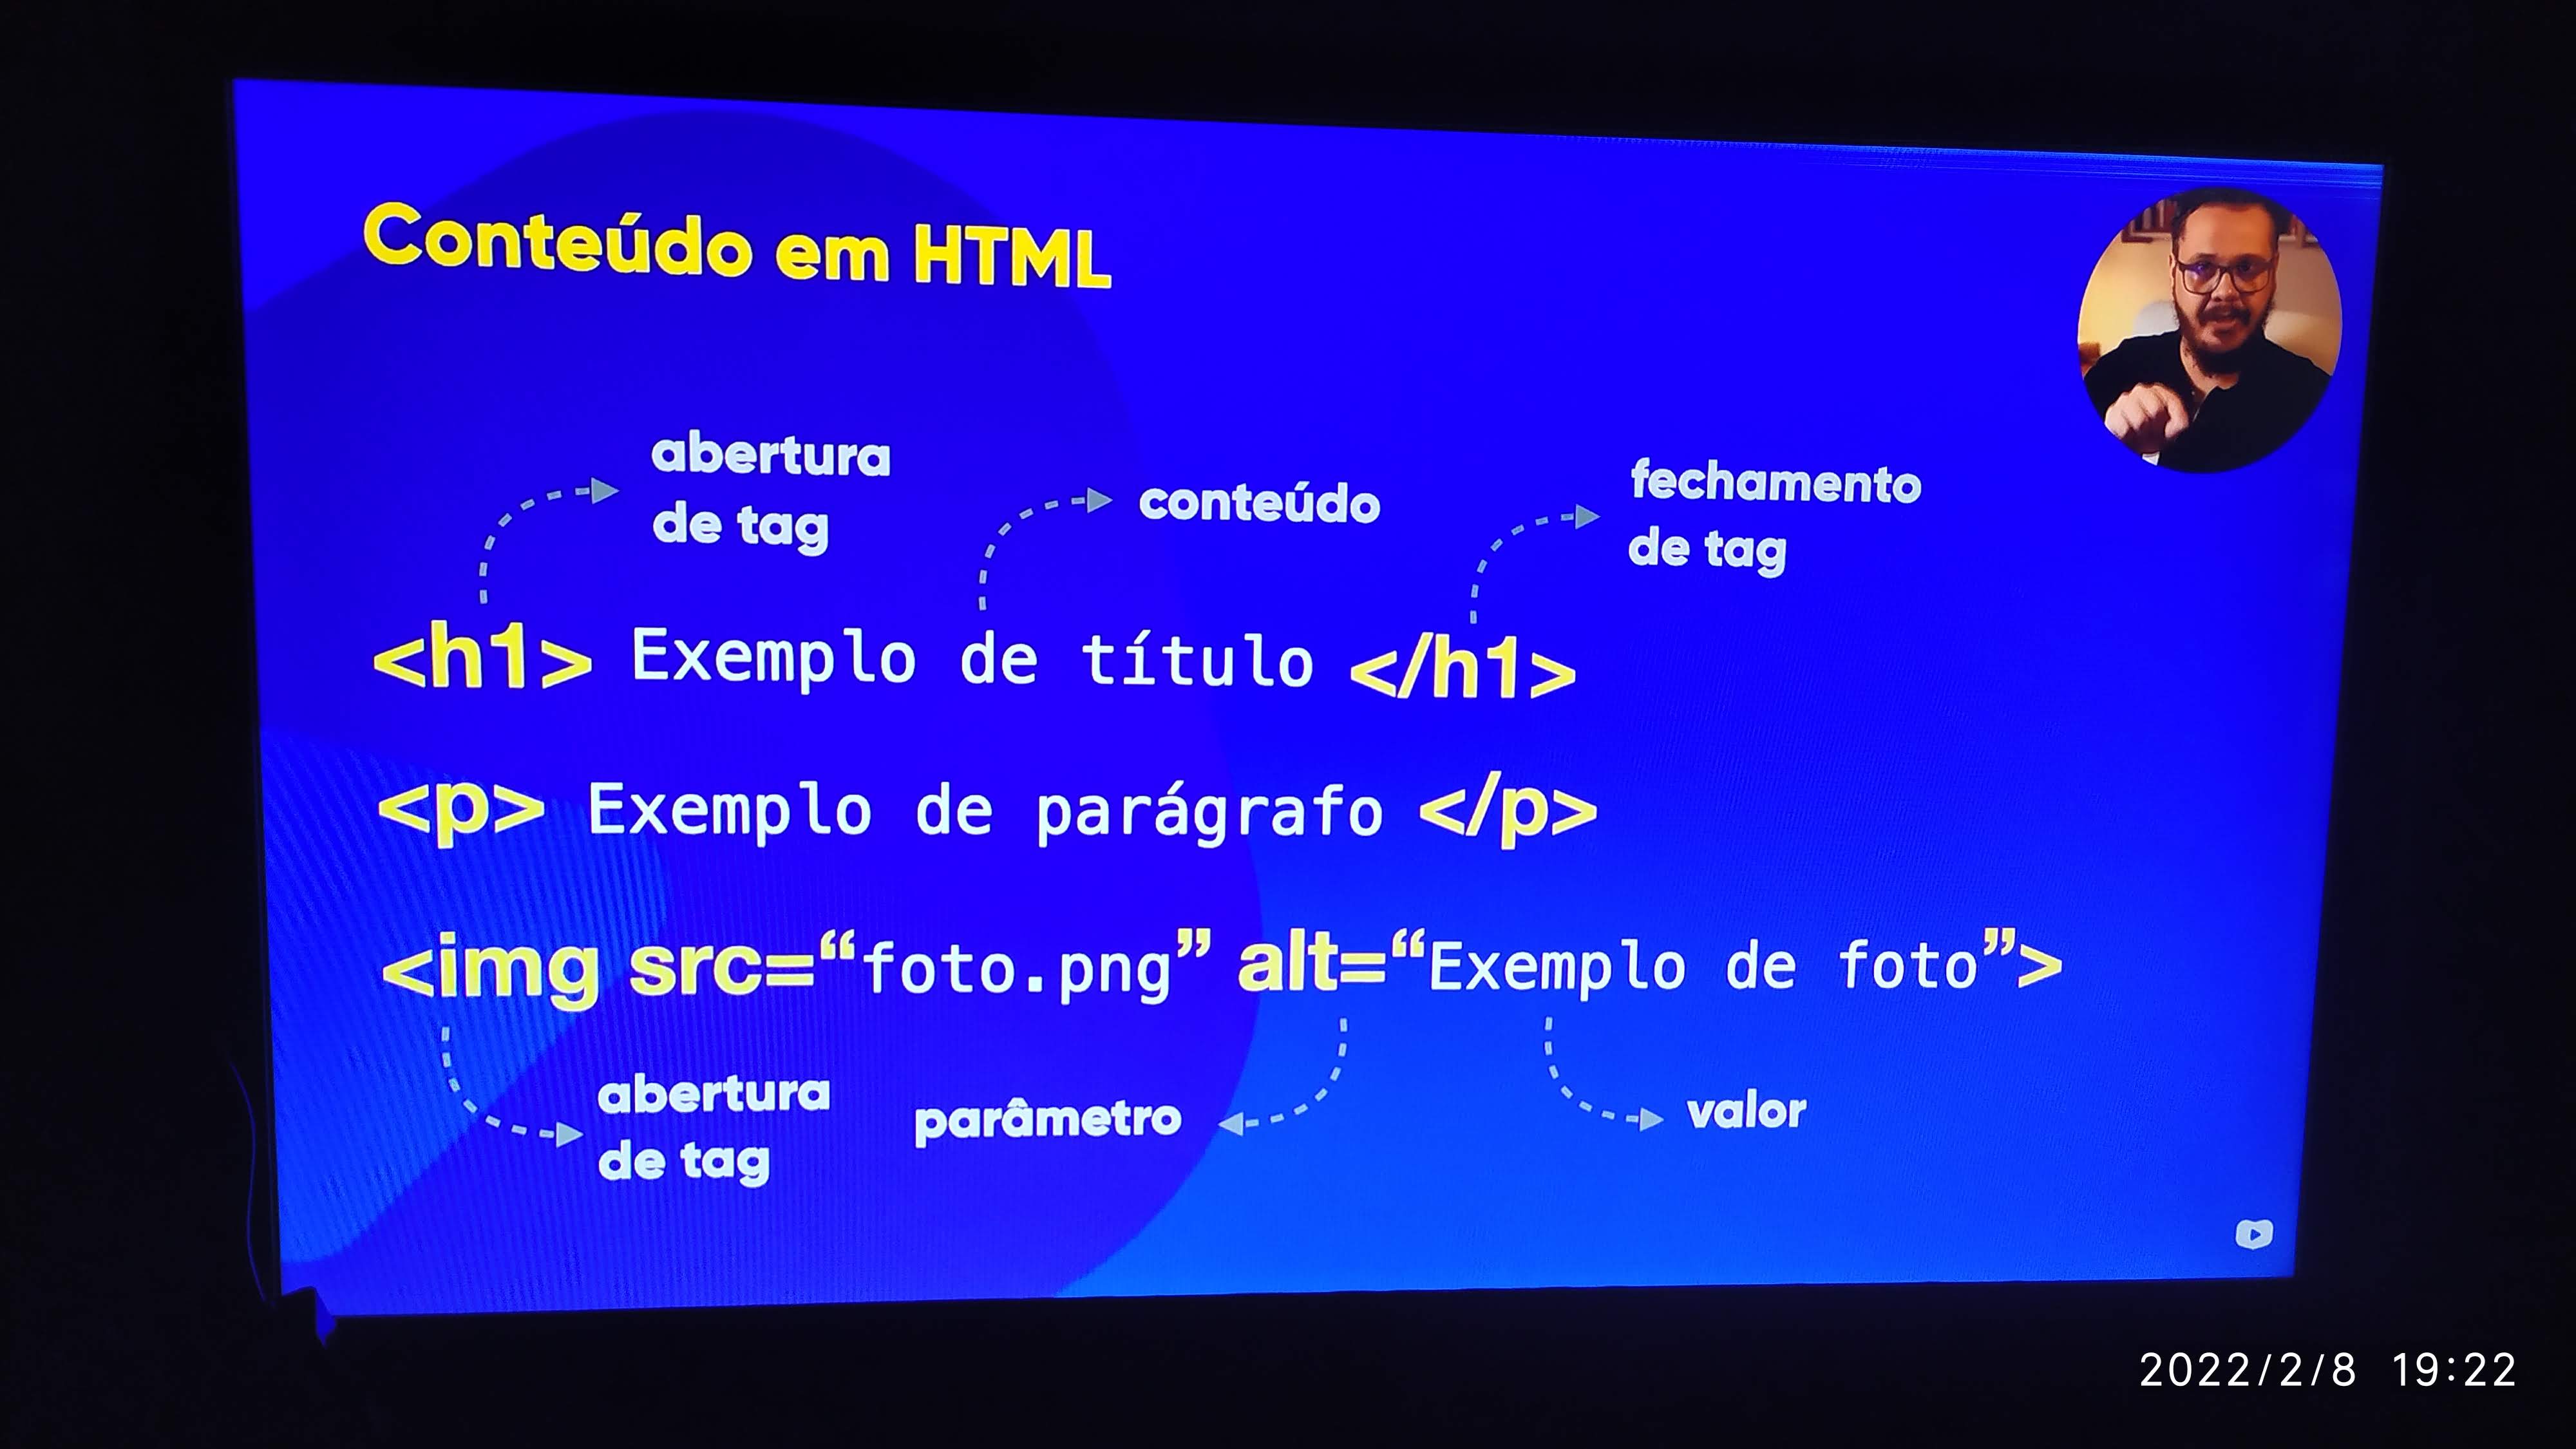 Conteúdo em HTML
abertura
de tag
conteúdo
fechamento
de tag
<h1> Exemplo de título </h1>
<p> Exemplo de parágrafo </p>
<img src=“foto.png” alt=“Exemplo de foto”>
abertura
de tag
parâmetro
valor
2022/2/8 19:22